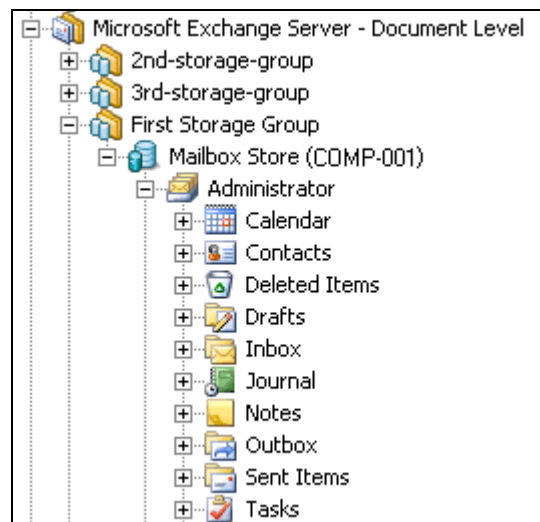 Microsoft Exchange Server - Document Level
2nd-storage-group
3rd-storage-group
First Storage Group
Mailbox Store (COMP-001)
Administrator
Calendar
Contacts
Deleted Items
Drafts
Inbox
Journal
Notes
Outbox
Sent Items
Tasks